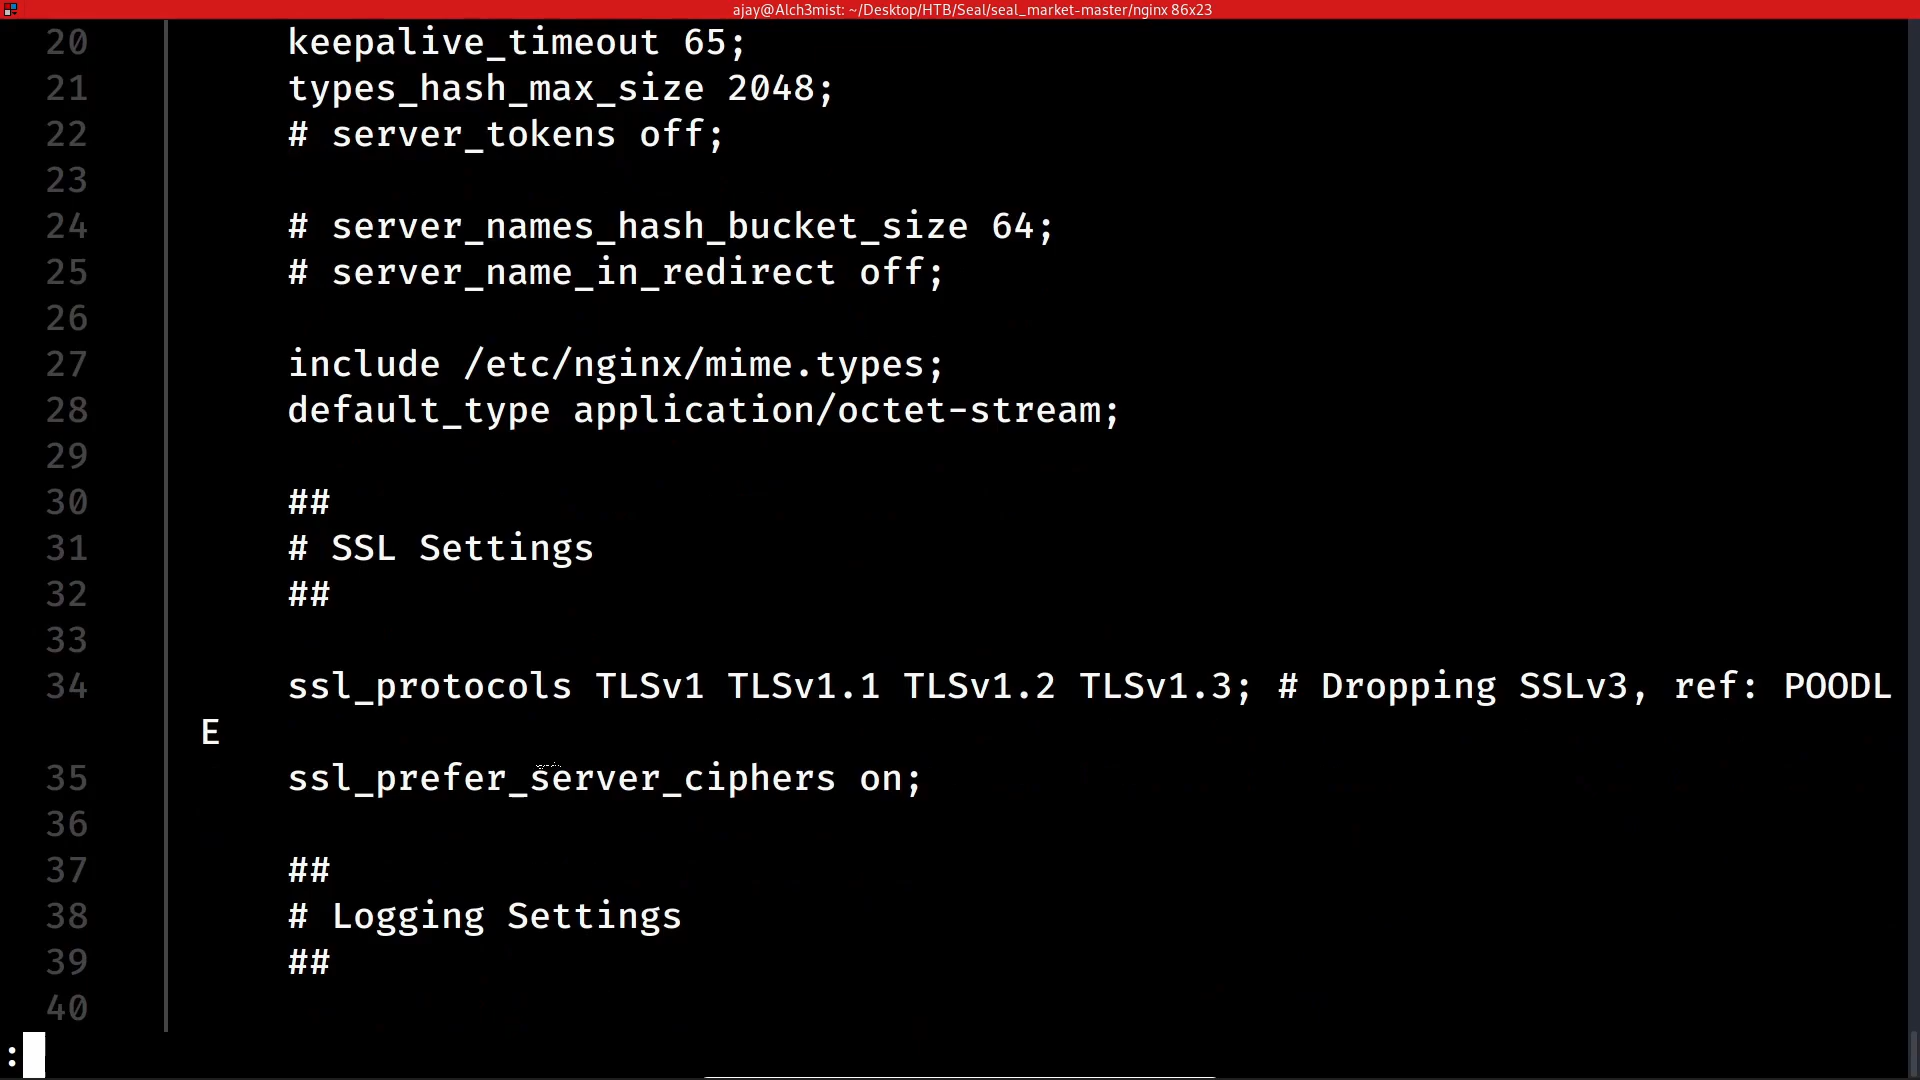 ajay@Alch3mist: ~/Desktop/HTB/Seal/seal_market-master/nginx 86x23
20 keepalive_timeout 65;
21 types_hash_max_size 2048;
22 # server_tokens off;
23
24 # server_names_hash_bucket_size 64;
25 # server_name_in_redirect off;
26
27 include /etc/nginx/mime.types;
28 default_type application/octet-stream;
29
30 ##
31 # SSL Settings
32 ##
33
34 ssl_protocols TLSv1 TLSv1.1 TLSv1.2 TLSv1.3; # Dropping SSLv3, ref: POODL
E
35 ssl_prefer_server_ciphers on;
36
37 ##
38 # Logging Settings
39 ##
40
: